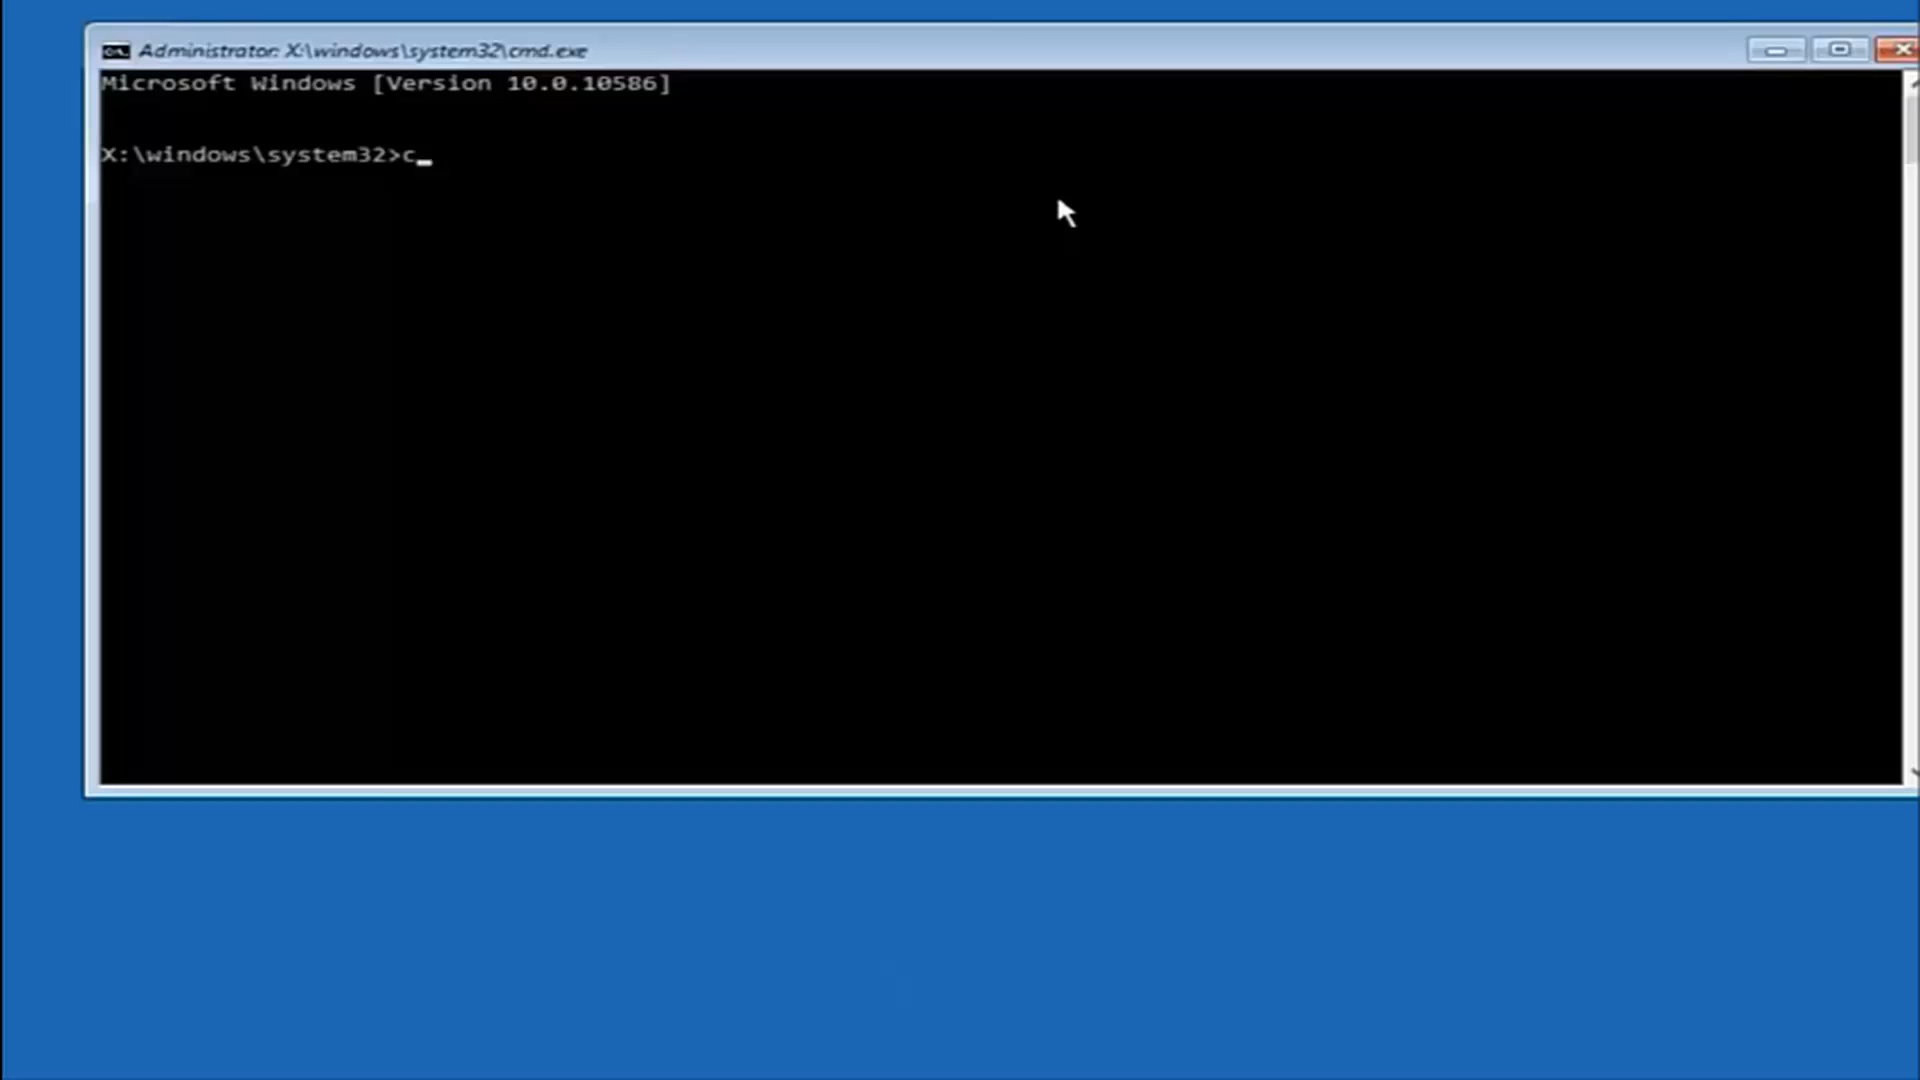 Administrator: X:\windows\system32\cmd.exe
Microsoft Windows [Version 10.0.10586]
X:\windows\system32>c_